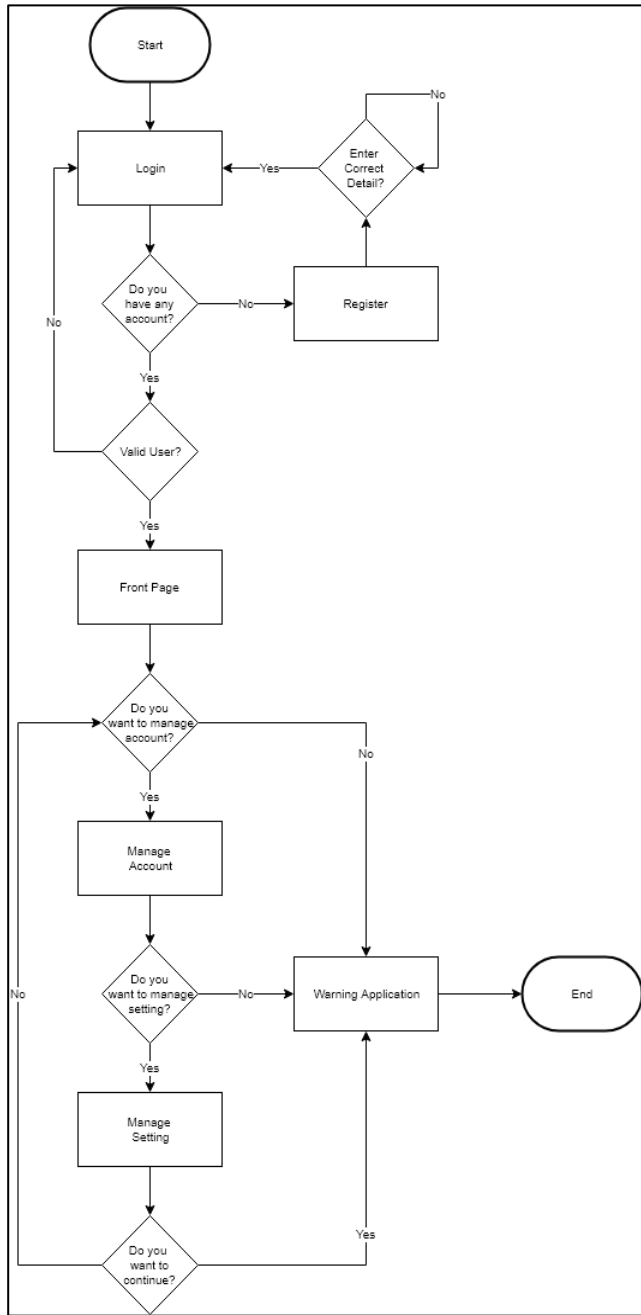 Start
No
Login
Yes
Enter
Correct
Detail?
Do you
have any
account?
No
Register
No
Yes
Valid User?
Yes
Front Page
Do you
want to manage
account?
No
Yes
Manage
Account
Do you
want to manage
setting?
No
No
Warning Application
End
Yes
Manage
Setting
Yes
Do you
want to
continue?